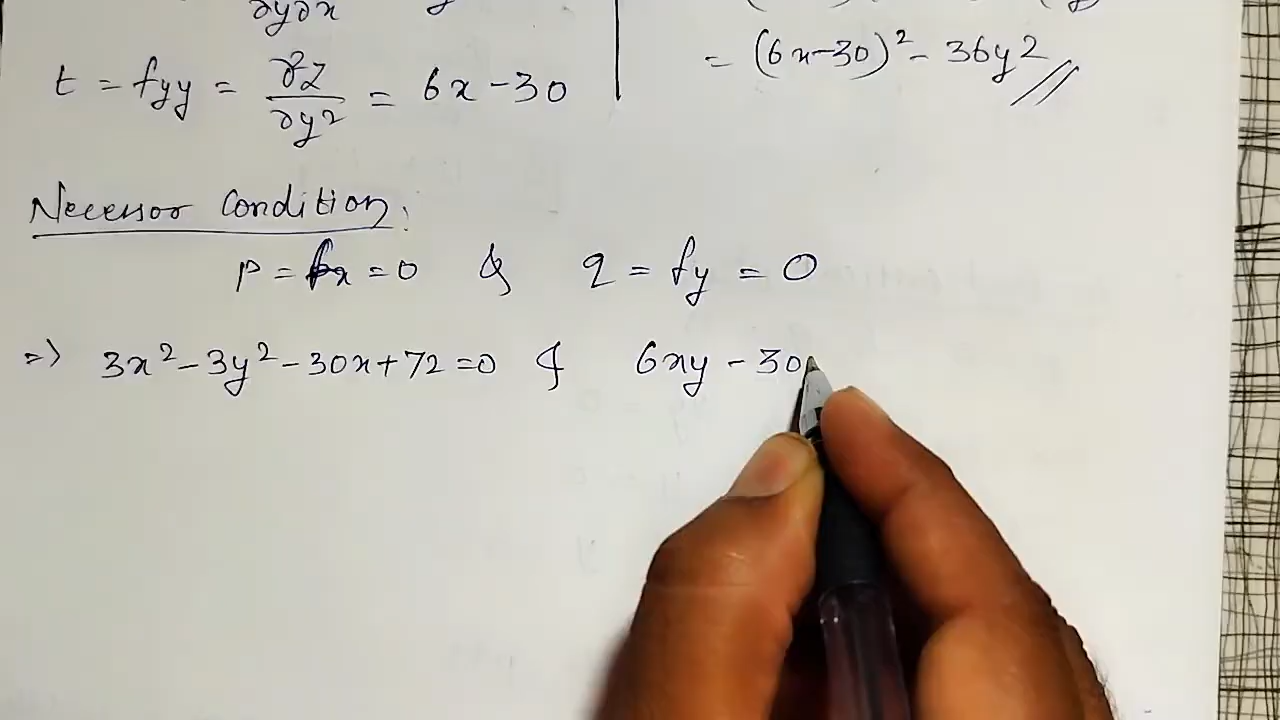 ∂y∂x
t = fyy = ∂²z/∂y² = 6x - 30
= (6x-30)² - 36y² //
Necessor Condition:
p = fx = 0 & q = fy = 0
=> 3x² - 3y² - 30x + 72 = 0 & 6xy - 30